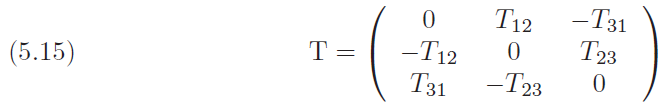 0 T₁₂ −T₃₁
(5.15) T = ( −T₁₂ 0 T₂₃ )
T₃₁ −T₂₃ 0